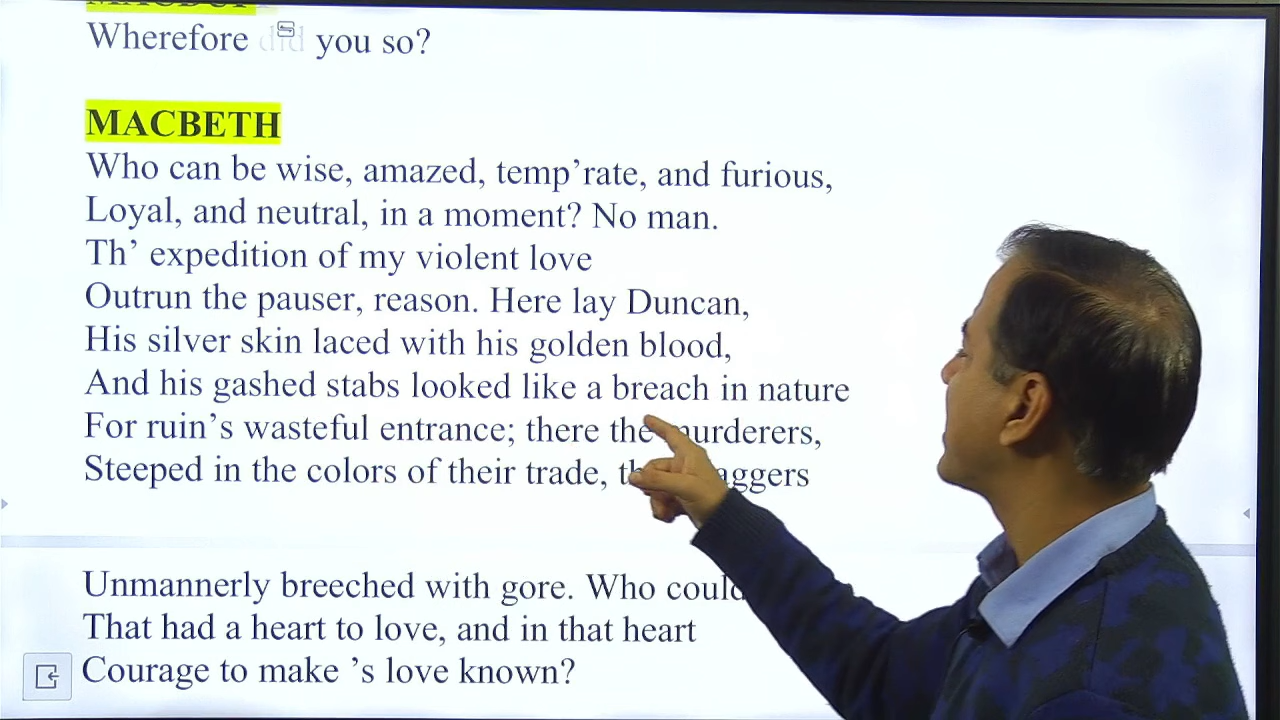 Wherefore did you so?
MACBETH
Who can be wise, amazed, temp’rate, and furious,
Loyal, and neutral, in a moment? No man.
Th’ expedition of my violent love
Outrun the pauser, reason. Here lay Duncan,
His silver skin laced with his golden blood,
And his gashed stabs looked like a breach in nature
For ruin’s wasteful entrance; there the murderers,
Steeped in the colors of their trade, daggers
Unmannerly breeched with gore. Who could
That had a heart to love, and in that heart
Courage to make ’s love known?